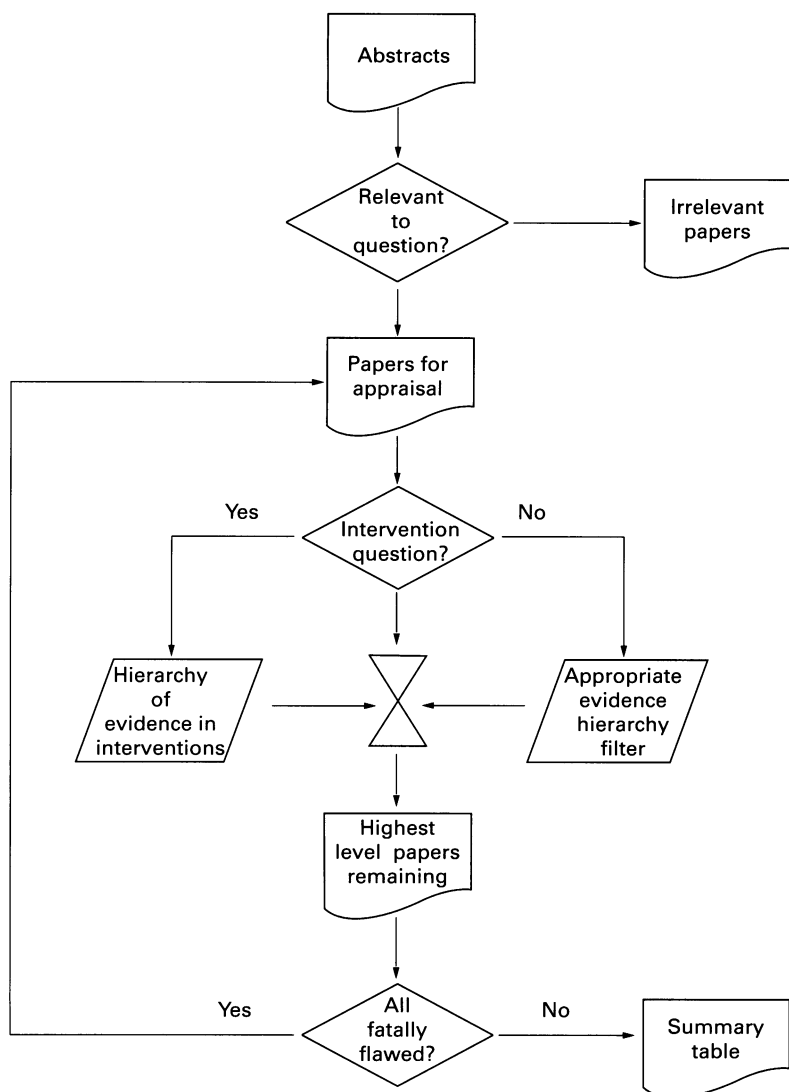 Abstracts
Relevant
to
question?
Irrelevant
papers
Papers for
appraisal
Yes
No
Intervention
question?
Hierarchy
of
evidence in
interventions
Appropriate
evidence
hierarchy
filter
Highest
level papers
remaining
Yes
No
All
fatally
flawed?
Summary
table